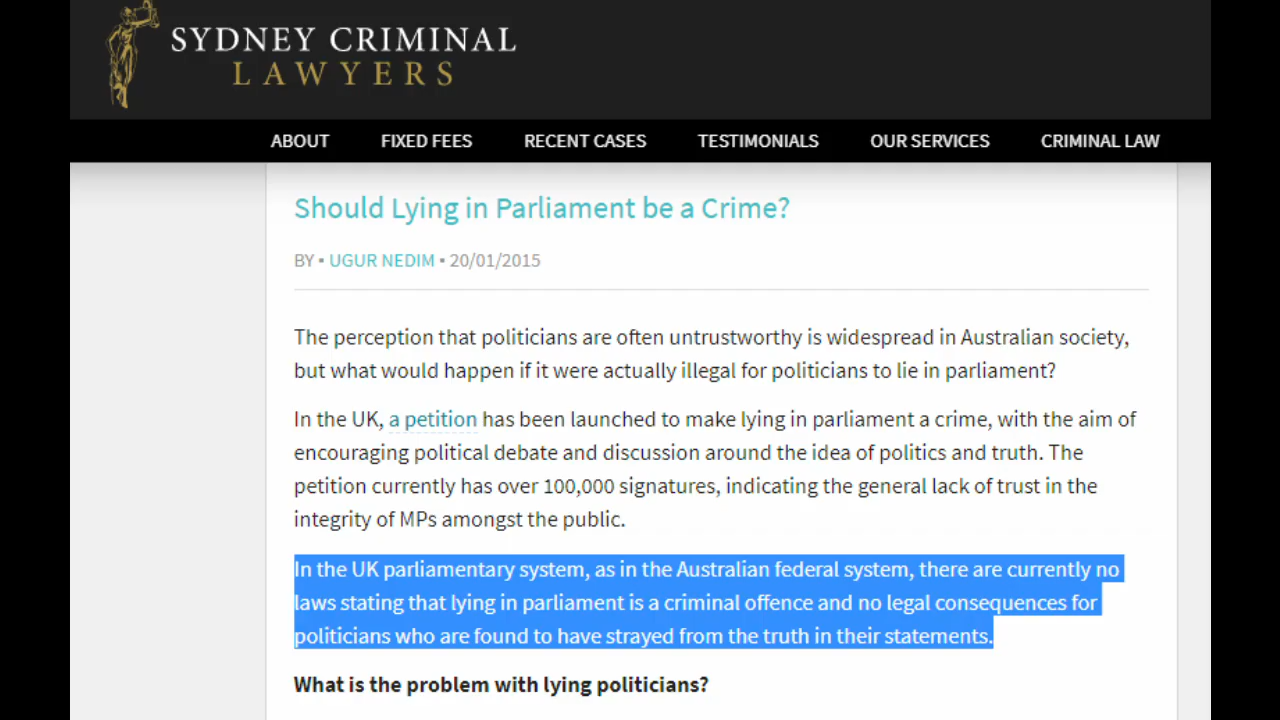 SYDNEY CRIMINAL
LAWYERS
ABOUT FIXED FEES RECENT CASES TESTIMONIALS OUR SERVICES CRIMINAL LAW
Should Lying in Parliament be a Crime?
BY • UGUR NEDIM • 20/01/2015
The perception that politicians are often untrustworthy is widespread in Australian society,
but what would happen if it were actually illegal for politicians to lie in parliament?
In the UK, a petition has been launched to make lying in parliament a crime, with the aim of
encouraging political debate and discussion around the idea of politics and truth. The
petition currently has over 100,000 signatures, indicating the general lack of trust in the
integrity of MPs amongst the public.
In the UK parliamentary system, as in the Australian federal system, there are currently no
laws stating that lying in parliament is a criminal offence and no legal consequences for
politicians who are found to have strayed from the truth in their statements.
What is the problem with lying politicians?